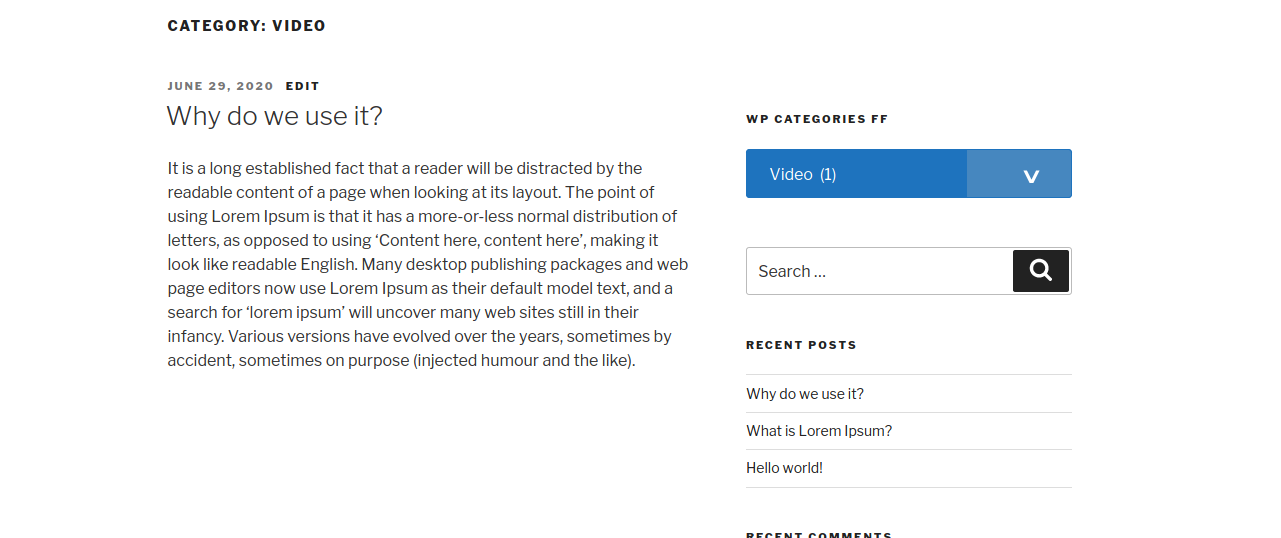 CATEGORY: VIDEO
JUNE 29, 2020 EDIT
Why do we use it?
It is a long established fact that a reader will be distracted by the
readable content of a page when looking at its layout. The point of
using Lorem Ipsum is that it has a more-or-less normal distribution of
letters, as opposed to using ‘Content here, content here’, making it
look like readable English. Many desktop publishing packages and web
page editors now use Lorem Ipsum as their default model text, and a
search for ‘lorem ipsum’ will uncover many web sites still in their
infancy. Various versions have evolved over the years, sometimes by
accident, sometimes on purpose (injected humour and the like).
WP CATEGORIES FF
Video (1)
Search …
RECENT POSTS
Why do we use it?
What is Lorem Ipsum?
Hello world!
RECENT COMMENTS